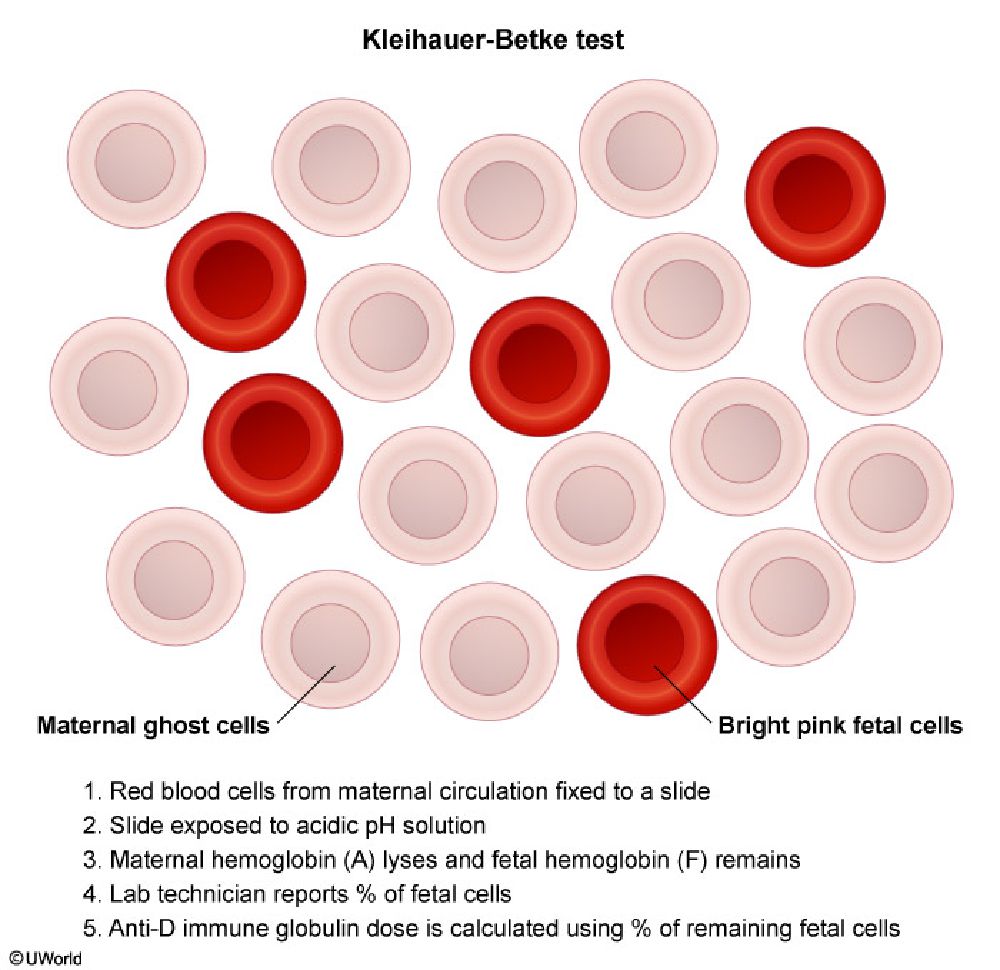 Kleihauer-Betke test
Maternal ghost cells
Bright pink fetal cells
1. Red blood cells from maternal circulation fixed to a slide
2. Slide exposed to acidic pH solution
3. Maternal hemoglobin (A) lyses and fetal hemoglobin (F) remains
4. Lab technician reports % of fetal cells
5. Anti-D immune globulin dose is calculated using % of remaining fetal cells
©UWorld